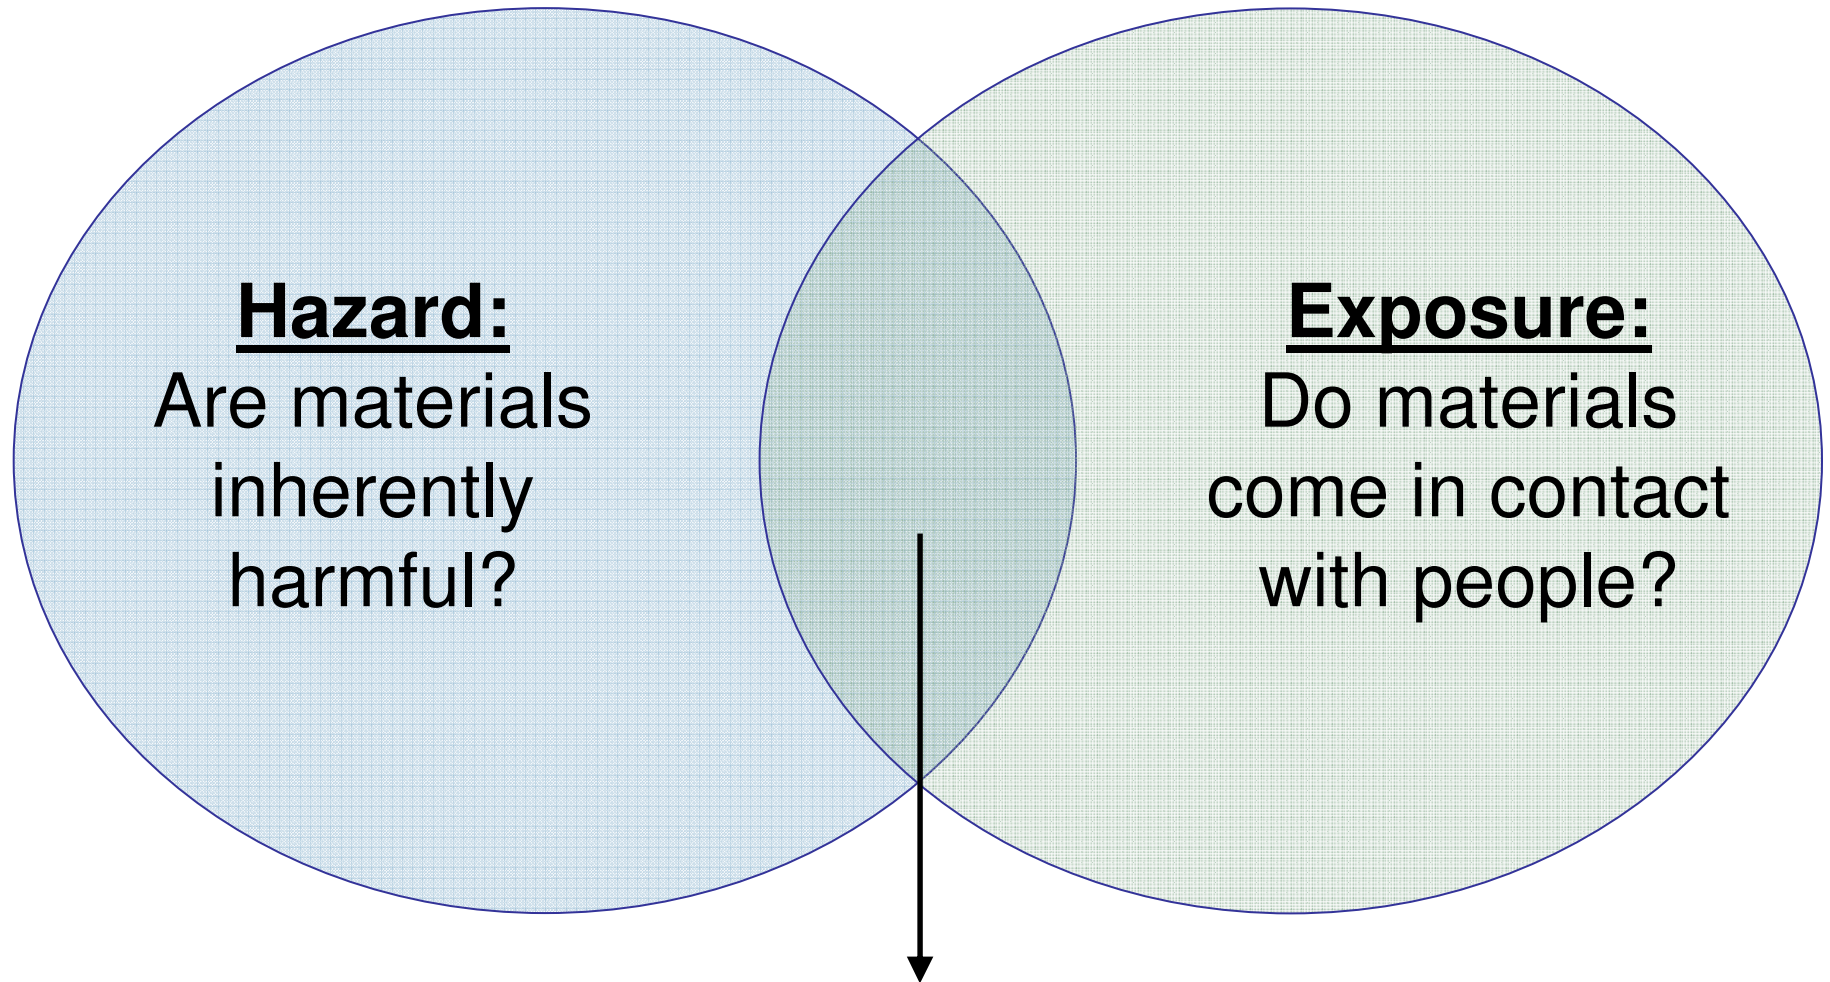 Hazard:
Are materials
inherently
harmful?
Exposure:
Do materials
come in contact
with people?